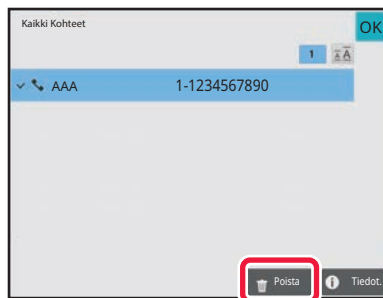 Kaikki Kohteet
OK
1
AAA 1-1234567890
Poista
Tiedot.